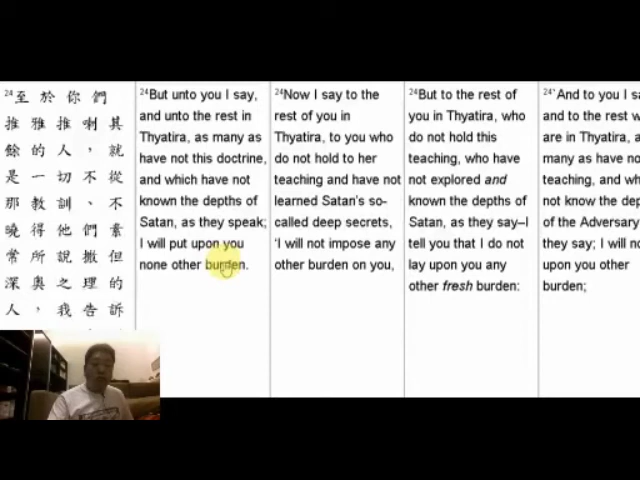 24至於你們
推雅推喇其
餘的人，就
是一切不從
那教訓、不
曉得他們素
常所說撒但
深奧之理的
人，我告訴
24But unto you I say,
and unto the rest in
Thyatira, as many as
have not this doctrine,
and which have not
known the depths of
Satan, as they speak;
I will put upon you
none other burden.
24Now I say to the
rest of you in
Thyatira, to you who
do not hold to her
teaching and have not
learned Satan's so-
called deep secrets,
'I will not impose any
other burden on you,
24But to the rest of
you in Thyatira, who
do not hold this
teaching, who have
not explored and
known the depths of
Satan, as they say–I
tell you that I do not
lay upon you any
other fresh burden:
24`And to you I
and to the rest
are in Thyatira, as
many as have
teaching, and
not know the
of the Adversary
they say; I will
upon you other
burden;